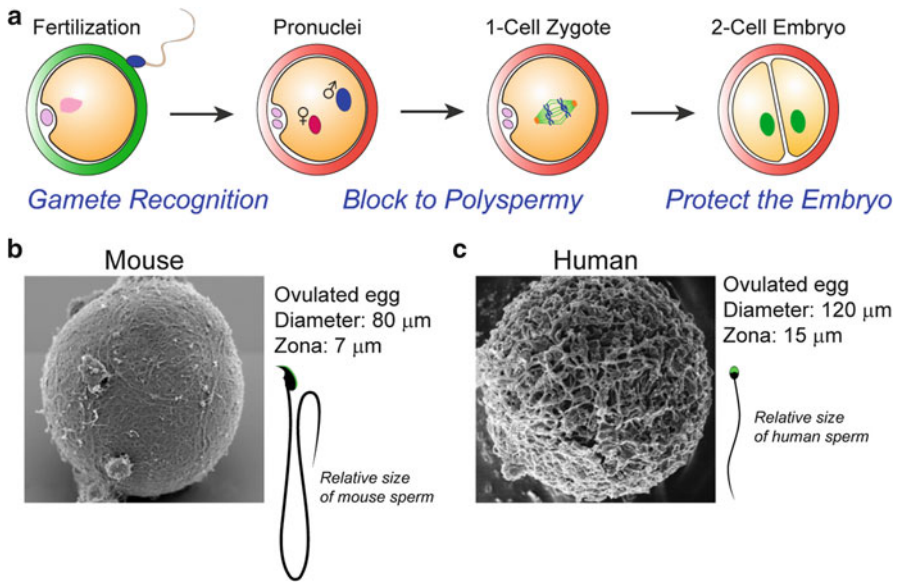 a
Fertilization
Pronuclei
1-Cell Zygote
2-Cell Embryo
♀
♂
Gamete Recognition
Block to Polyspermy
Protect the Embryo
b
Mouse
Ovulated egg
Diameter: 80 μm
Zona: 7 μm
Relative size
of mouse sperm
c
Human
Ovulated egg
Diameter: 120 μm
Zona: 15 μm
Relative size
of human sperm